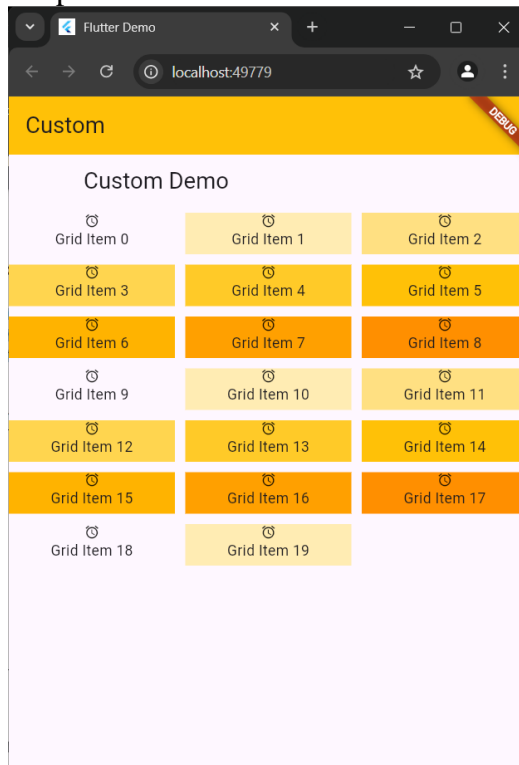 Flutter Demo
localhost:49779
Custom
DEBUG
Custom Demo
Grid Item 0
Grid Item 1
Grid Item 2
Grid Item 3
Grid Item 4
Grid Item 5
Grid Item 6
Grid Item 7
Grid Item 8
Grid Item 9
Grid Item 10
Grid Item 11
Grid Item 12
Grid Item 13
Grid Item 14
Grid Item 15
Grid Item 16
Grid Item 17
Grid Item 18
Grid Item 19